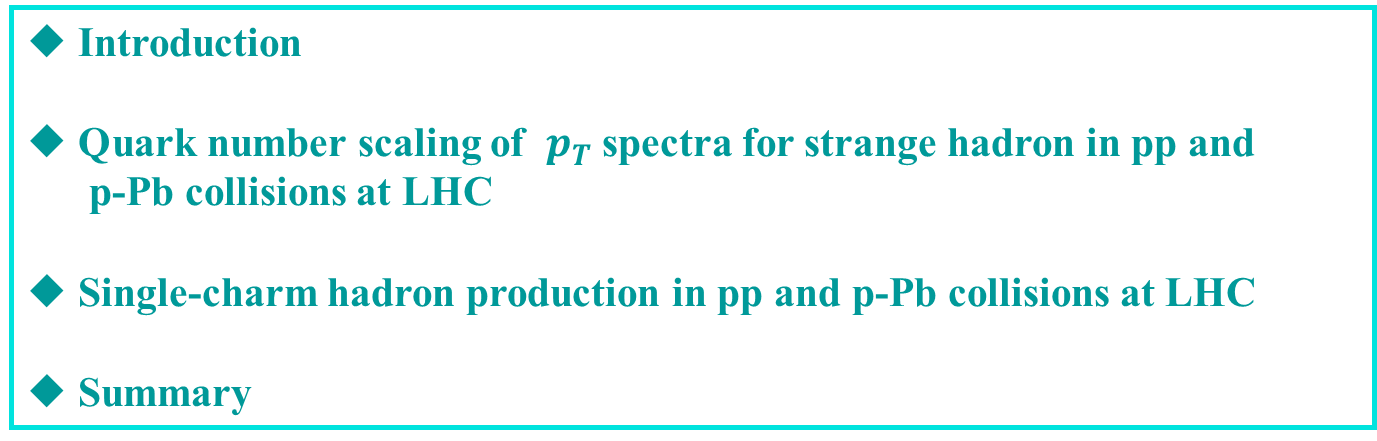 ◆ Introduction
◆ Quark number scaling of p_T spectra for strange hadron in pp and
p-Pb collisions at LHC
◆ Single-charm hadron production in pp and p-Pb collisions at LHC
◆ Summary